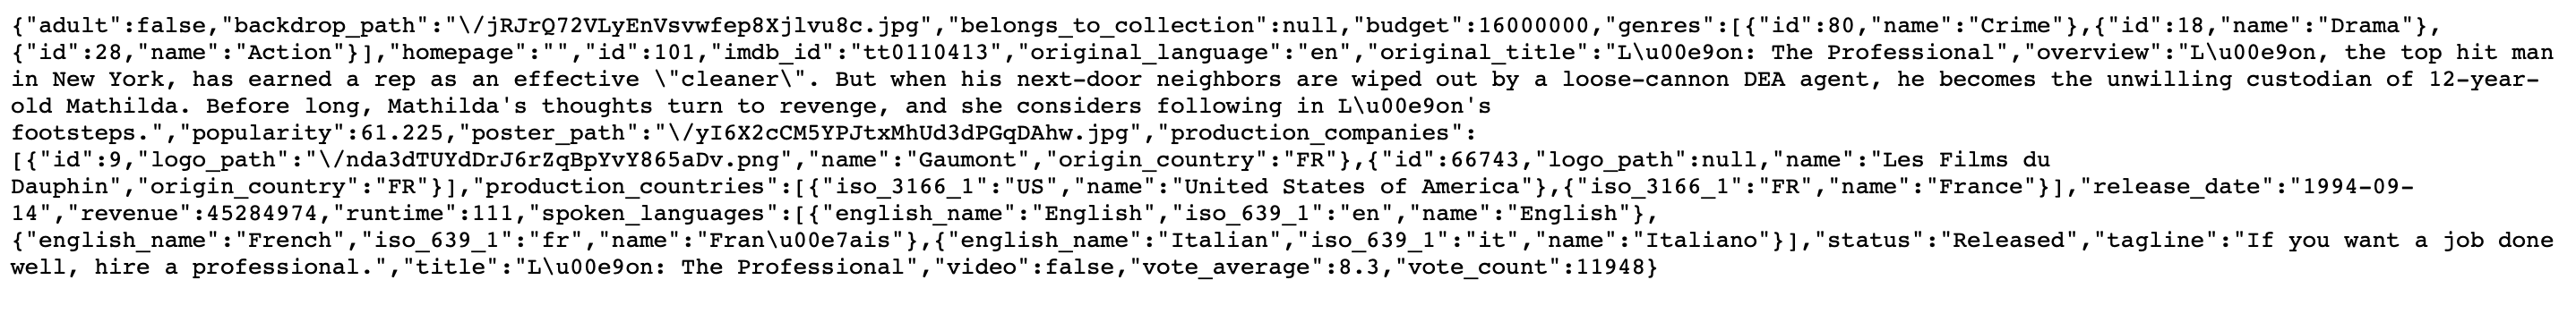 {"adult":false,"backdrop_path":"\/jRJrQ72VLyEnVsvwfep8Xjlvu8c.jpg","belongs_to_collection":null,"budget":16000000,"genres":[{"id":80,"name":"Crime"},{"id":18,"name":"Drama"},
{"id":28,"name":"Action"}],"homepage":"","id":101,"imdb_id":"tt0110413","original_language":"en","original_title":"L\u00e9on: The Professional","overview":"L\u00e9on, the top hit man
in New York, has earned a rep as an effective \"cleaner\". But when his next-door neighbors are wiped out by a loose-cannon DEA agent, he becomes the unwilling custodian of 12-year-
old Mathilda. Before long, Mathilda's thoughts turn to revenge, and she considers following in L\u00e9on's
footsteps.","popularity":61.225,"poster_path":"\/yI6X2cCM5YPJtxMhUd3dPGqDAhw.jpg","production_companies":
[{"id":9,"logo_path":"\/nda3dTUYdDrJ6rZqBpYvY865aDv.png","name":"Gaumont","origin_country":"FR"},{"id":66743,"logo_path":null,"name":"Les Films du
Dauphin","origin_country":"FR"}],"production_countries":[{"iso_3166_1":"US","name":"United States of America"},{"iso_3166_1":"FR","name":"France"}],"release_date":"1994-09-
14","revenue":45284974,"runtime":111,"spoken_languages":[{"english_name":"English","iso_639_1":"en","name":"English"},
{"english_name":"French","iso_639_1":"fr","name":"Fran\u00e7ais"},{"english_name":"Italian","iso_639_1":"it","name":"Italiano"}],"status":"Released","tagline":"If you want a job done
well, hire a professional.","title":"L\u00e9on: The Professional","video":false,"vote_average":8.3,"vote_count":11948}